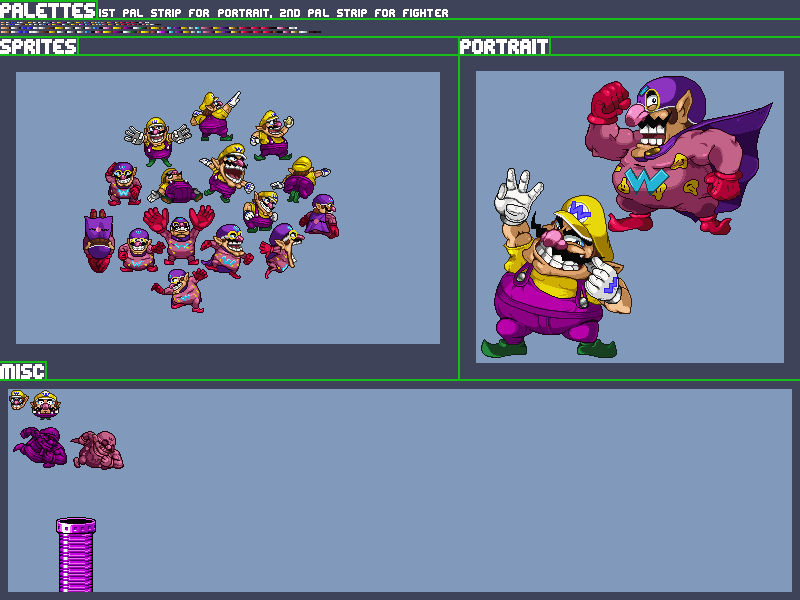 PALETTES 1ST PAL STRIP FOR PORTRAIT, 2ND PAL STRIP FOR FIGHTER
SPRITES
PORTRAIT
W
W
MISC